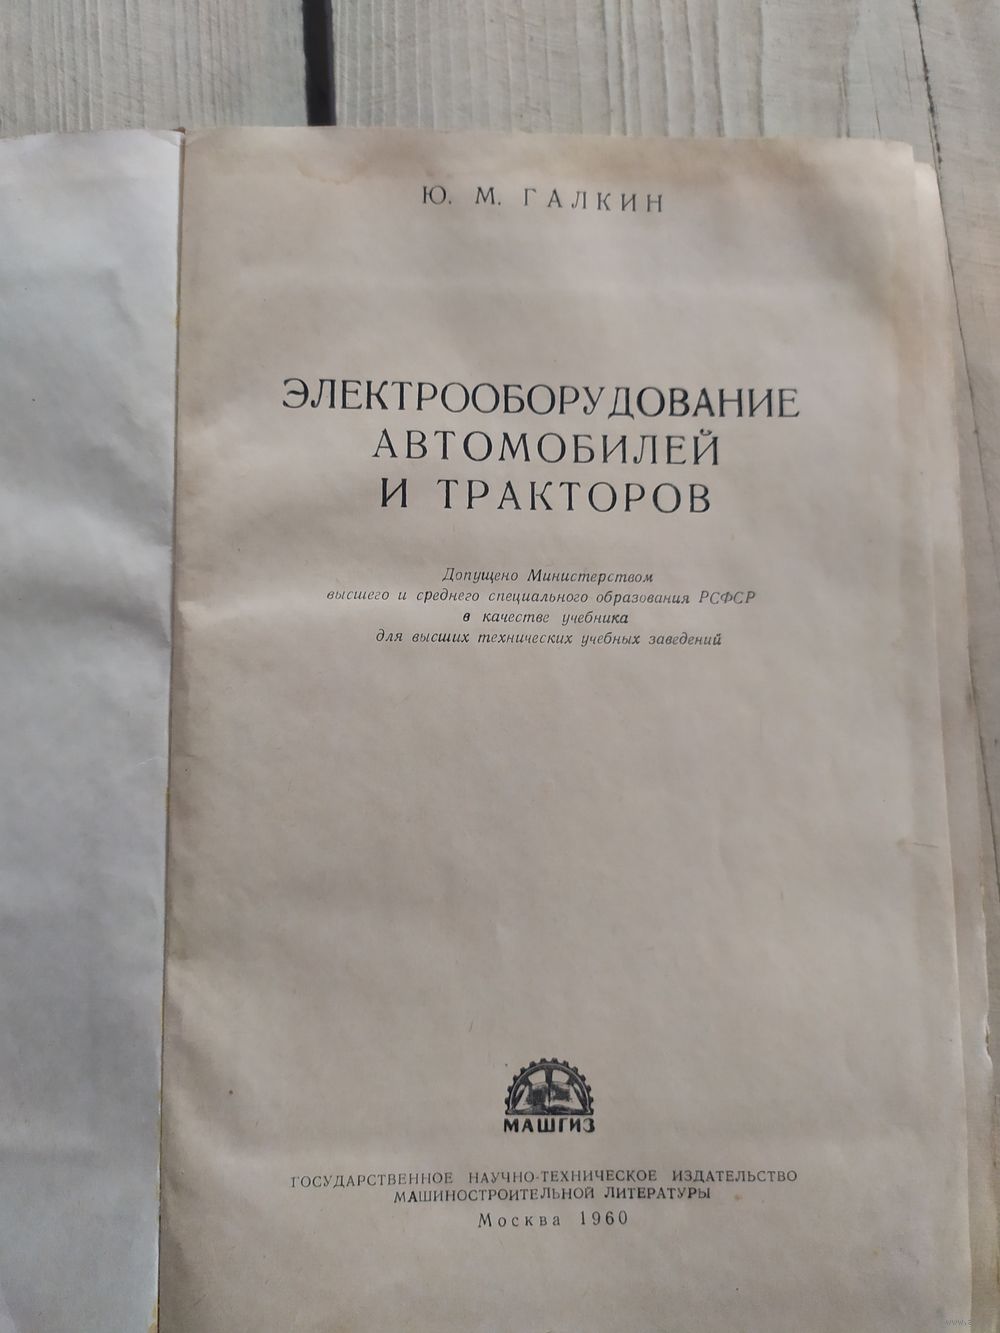 Ю. М. ГАЛКИН
ЭЛЕКТРООБОРУДОВАНИЕ
АВТОМОБИЛЕЙ
И ТРАКТОРОВ
Допущено Министерством
высшего и среднего специального образования РСФСР
в качестве учебника
для высших технических учебных заведений
МАШГИЗ
ГОСУДАРСТВЕННОЕ НАУЧНО-ТЕХНИЧЕСКОЕ ИЗДАТЕЛЬСТВО
МАШИНОСТРОИТЕЛЬНОЙ ЛИТЕРАТУРЫ
Москва 1960